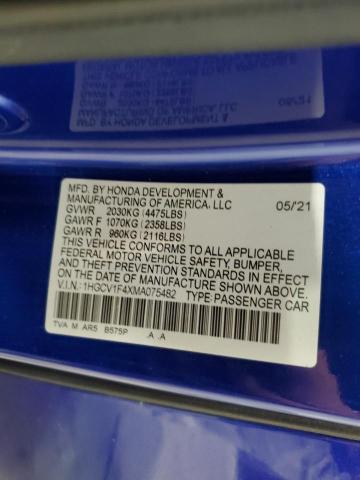 MFD. BY HONDA DEVELOPMENT &
MANUFACTURING OF AMERICA, LLC 05/'21
GVWR 2030KG (4475LBS)
GAWR F 1070KG (2358LBS)
GAWR R 960KG (2116LBS)
THIS VEHICLE CONFORMS TO ALL APPLICABLE
FEDERAL MOTOR VEHICLE SAFETY, BUMPER,
AND THEFT PREVENTION STANDARDS IN EFFECT
ON THE DATE OF MANUFACTURE SHOWN ABOVE.
V.I.N.: 1HGCV1F4XMA075482 TYPE: PASSENGER CAR
TVA M AR5 B575P .A .A